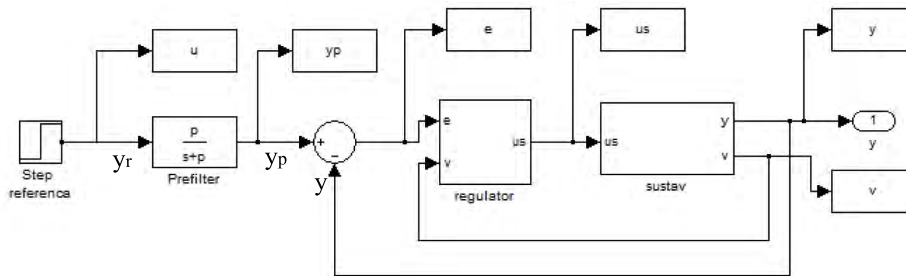 u
yp
e
us
y
Step
referenca
yr
p
s+p
Prefilter
yp
+
−
y
e
v
us
regulator
us
y
v
sustav
1
y
v